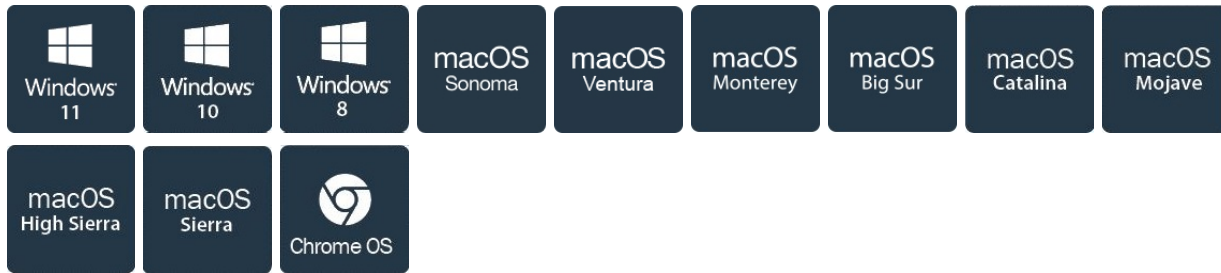 Windows
11
Windows
10
Windows
8
macOS
Sonoma
macOS
Ventura
macOS
Monterey
macOS
Big Sur
macOS
Catalina
macOS
Mojave
macOS
High Sierra
macOS
Sierra
Chrome OS